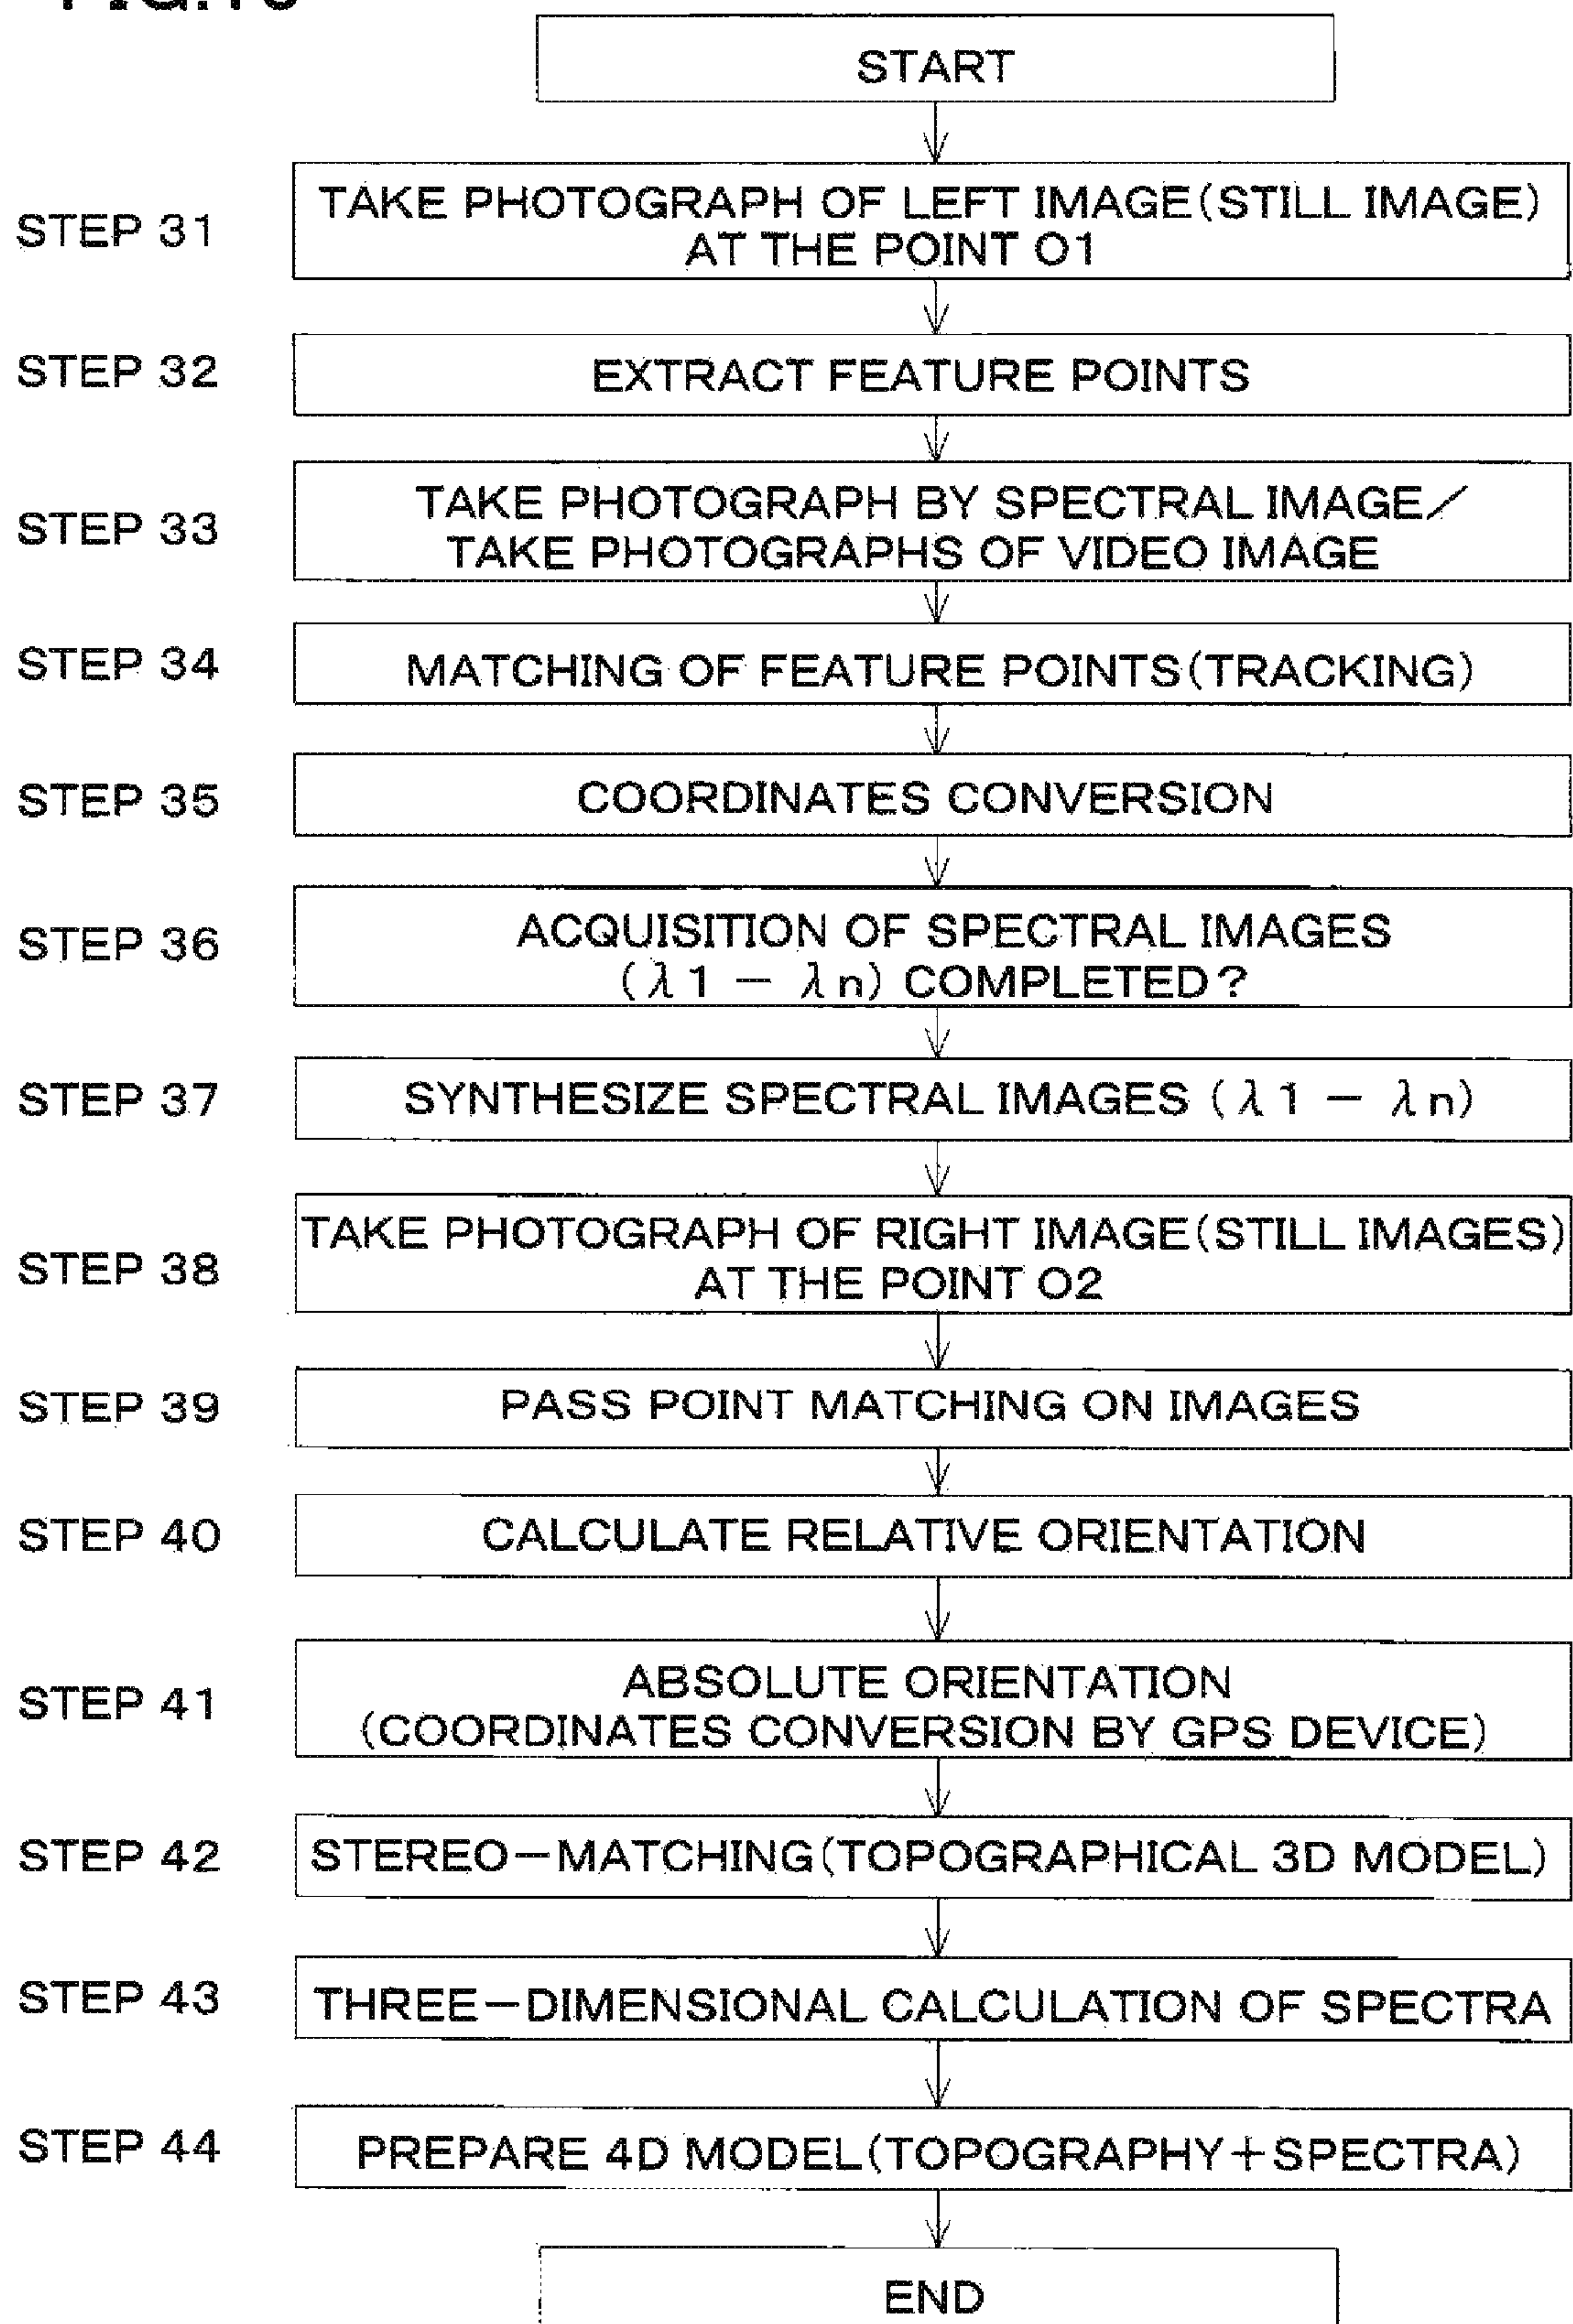 START
STEP 31
TAKE PHOTOGRAPH OF LEFT IMAGE(STILL IMAGE)
AT THE POINT O1
STEP 32
EXTRACT FEATURE POINTS
STEP 33
TAKE PHOTOGRAPH BY SPECTRAL IMAGE/
TAKE PHOTOGRAPHS OF VIDEO IMAGE
STEP 34
MATCHING OF FEATURE POINTS(TRACKING)
STEP 35
COORDINATES CONVERSION
STEP 36
ACQUISITION OF SPECTRAL IMAGES
(λ1 — λn) COMPLETED?
STEP 37
SYNTHESIZE SPECTRAL IMAGES (λ1 — λn)
STEP 38
TAKE PHOTOGRAPH OF RIGHT IMAGE(STILL IMAGES)
AT THE POINT O2
STEP 39
PASS POINT MATCHING ON IMAGES
STEP 40
CALCULATE RELATIVE ORIENTATION
STEP 41
ABSOLUTE ORIENTATION
(COORDINATES CONVERSION BY GPS DEVICE)
STEP 42
STEREO—MATCHING(TOPOGRAPHICAL 3D MODEL)
STEP 43
THREE—DIMENSIONAL CALCULATION OF SPECTRA
STEP 44
PREPARE 4D MODEL(TOPOGRAPHY+SPECTRA)
END